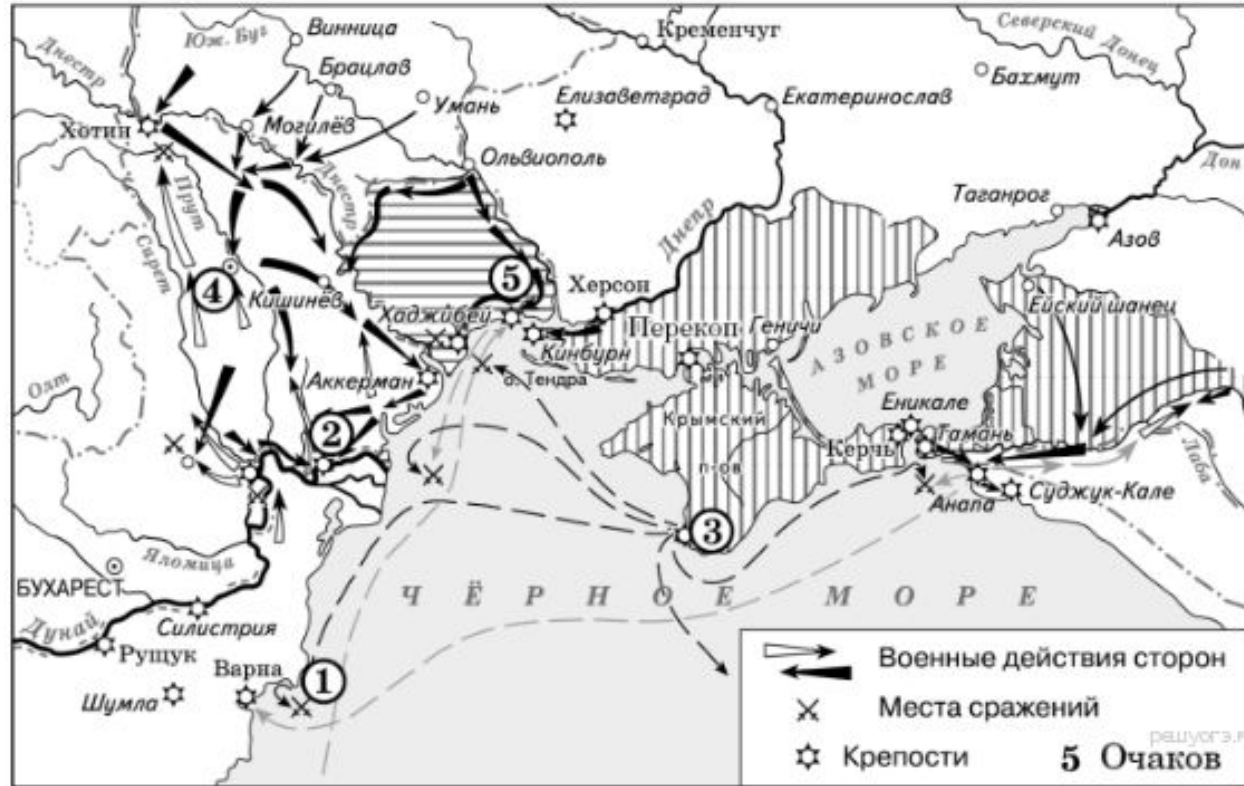 Днестр
Юж. Буг
Винница
Брацлав
Умань
Кременчуг
Северский Донец
Бахмут
Елизаветград
Екатеринослав
Хотин
Могилёв
Ольвиополь
Дон
Днестр
Прут
Днепр
Таганрог
Азов
Сирет
4
5
Кишинёв
Хаджибей
Херсон
Перекоп
Геничи
Ейский шанец
Кинбурн
АЗОВСКОЕ
МОРЕ
о. Тендра
Олт
Аккерман
Крымский
п-ов
Еникале
Тамань
Керчь
Лаба
2
Анапа
Суджук-Кале
3
Яломица
БУХАРЕСТ
ЧЁРНОЕ МОРЕ
Дунай
Силистрия
Рущук
Варна
1
Шумла
Военные действия сторон
Места сражений
Крепости
5 Очаков